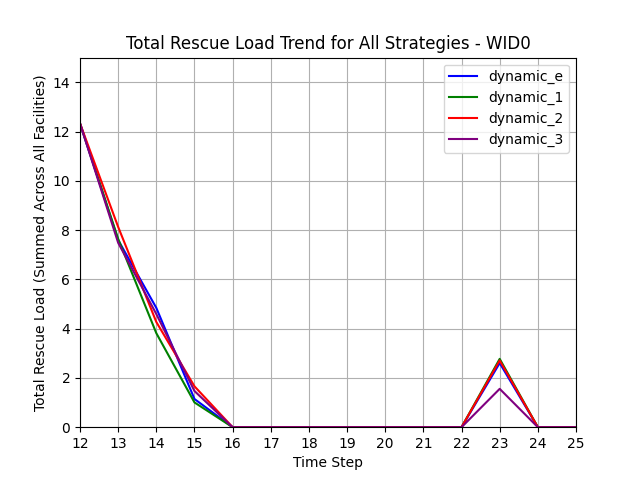 Total Rescue Load Trend for All Strategies - WID0
dynamic_e
dynamic_1
dynamic_2
dynamic_3
Total Rescue Load (Summed Across All Facilities)
14
12
10
8
6
4
2
0
12 13 14 15 16 17 18 19 20 21 22 23 24 25
Time Step